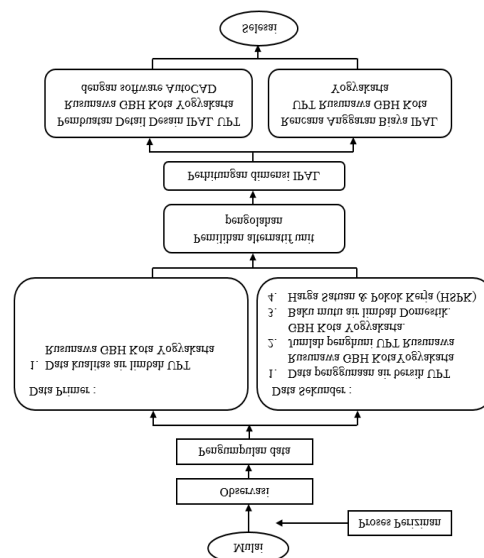 Mulai
Proses Perizinan
Observasi
Pengumpulan data
Data Primer :
1. Data kualitas air limbah UPT
Rusunawa GBH Kota Yogyakarta
Data Sekunder :
1. Data penggunaan air bersih UPT
Rusunawa GBH KotaYogyakarta
2. Jumlah penghuni UPT Rusunawa
GBH Kota Yogyakarta.
3. Baku mutu air limbah Domestik.
4. Harga Satuan & Pokok Kerja (HSPK)
Pemilihan alternatif unit
pengolahan
Perhitungan dimensi IPAL
Pembuatan Detail Desain IPAL UPT
Rusunawa GBH Kota Yogyakarta
dengan software AutoCAD
Rencana Anggaran Biaya IPAL
UPT Rusunawa GBH Kota
Yogyakarta
Selesai